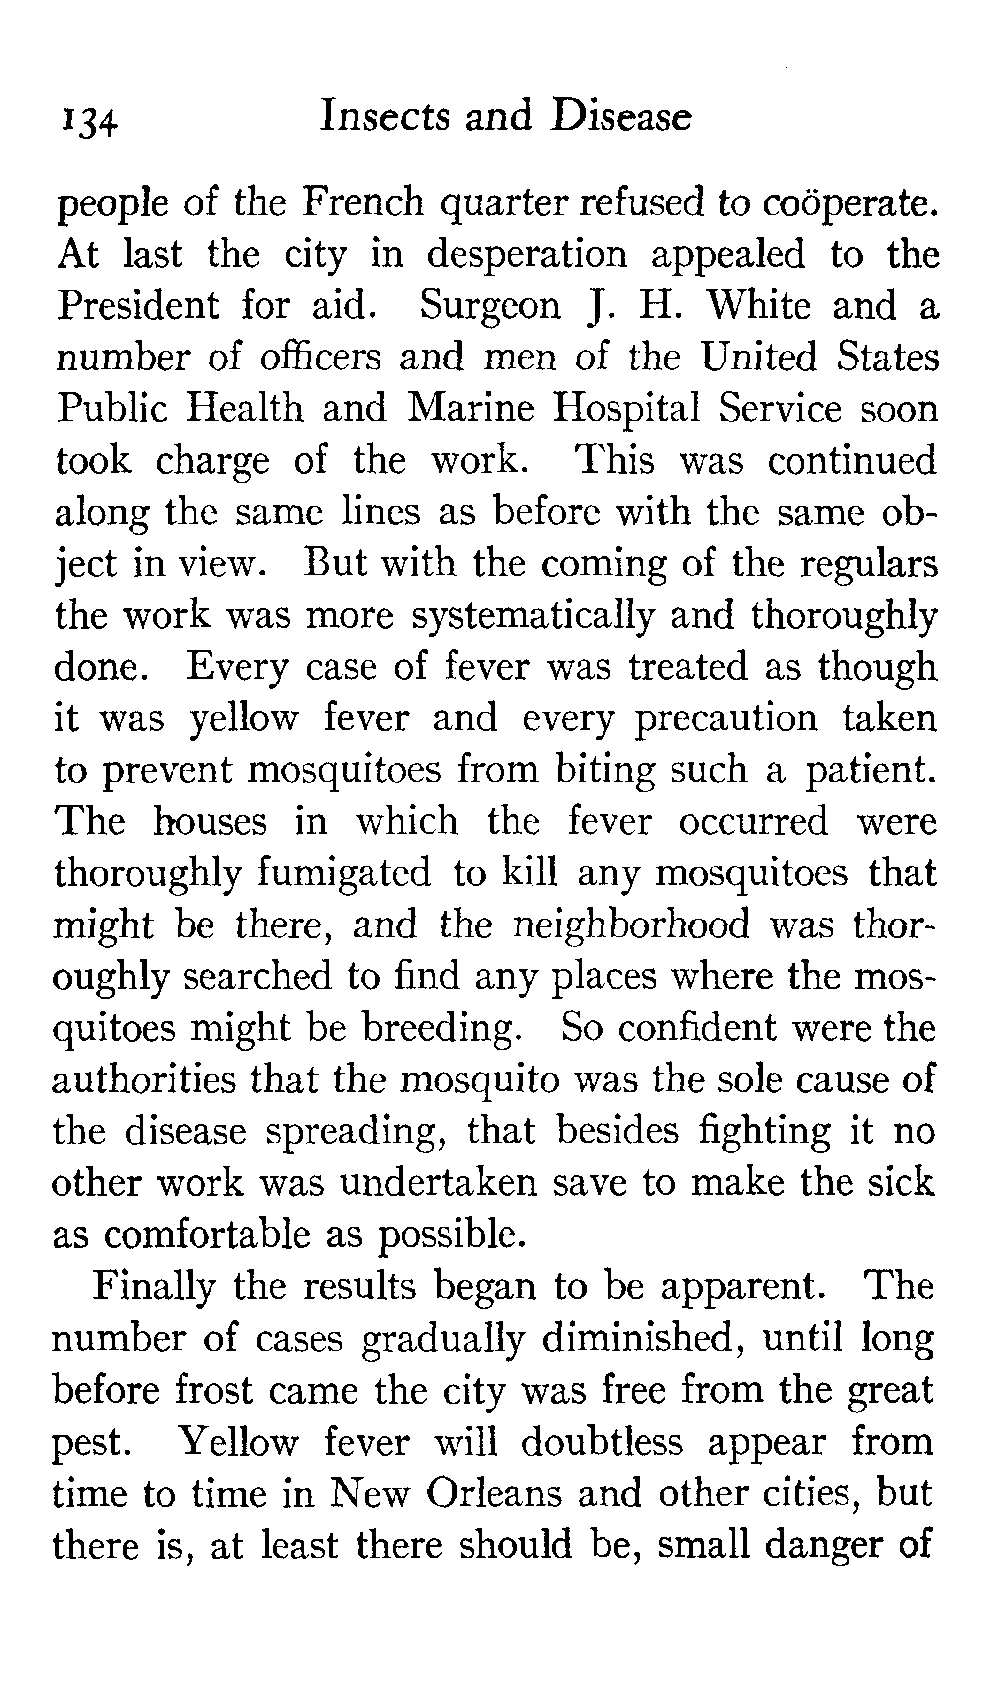 134 Insects and Disease
people of the French quarter refused to coöperate.
At last the city in desperation appealed to the
President for aid. Surgeon J. H. White and a
number of officers and men of the United States
Public Health and Marine Hospital Service soon
took charge of the work. This was continued
along the same lines as before with the same ob-
ject in view. But with the coming of the regulars
the work was more systematically and thoroughly
done. Every case of fever was treated as though
it was yellow fever and every precaution taken
to prevent mosquitoes from biting such a patient.
The houses in which the fever occurred were
thoroughly fumigated to kill any mosquitoes that
might be there, and the neighborhood was thor-
oughly searched to find any places where the mos-
quitoes might be breeding. So confident were the
authorities that the mosquito was the sole cause of
the disease spreading, that besides fighting it no
other work was undertaken save to make the sick
as comfortable as possible.
Finally the results began to be apparent. The
number of cases gradually diminished, until long
before frost came the city was free from the great
pest. Yellow fever will doubtless appear from
time to time in New Orleans and other cities, but
there is, at least there should be, small danger of